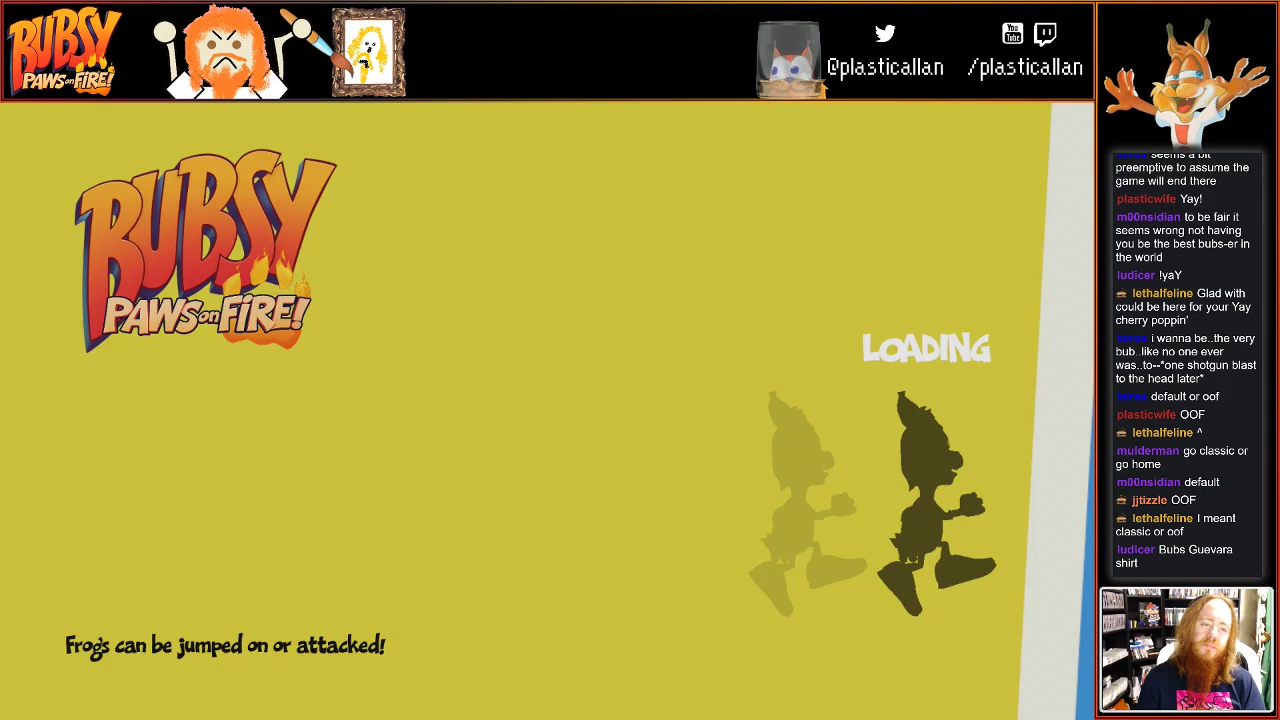 BUBSY
PAWS on FIRE!
@plasticallan
You Tube
/plasticallan
BUBSY
PAWS on FIRE!
LOADING
Frogs can be jumped on or attacked!
seems a bit
preemptive to assume the
game will end there
plasticwife Yay!
m00nsidian to be fair it
seems wrong not having
you be the best bubs-er in
the world
ludicer !yaY
lethalfeline Glad with
could be here for your Yay
cherry poppin'
i wanna be..the very
bub..like no one ever
was..to--*one shotgun blast
to the head later*
default or oof
plasticwife OOF
lethalfeline ^
mulderman go classic or
go home
m00nsidian default
jjtizzle OOF
lethalfeline I meant
classic or oof
ludicer Bubs Guevara
shirt